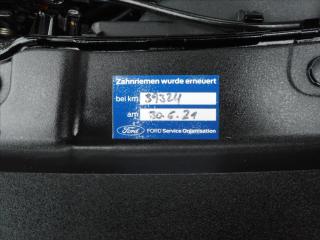 Zahnriemen wurde erneuert
bei km 39324
am 30.6.21
Ford FORD Service Organisation